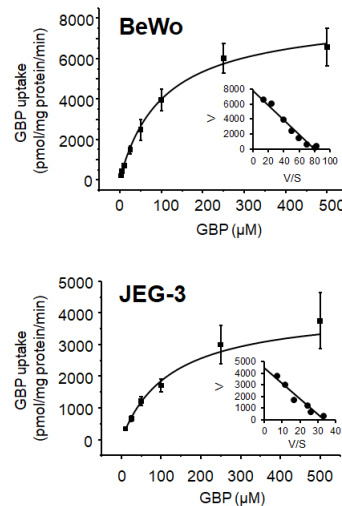 BeWo
GBP uptake
(pmol/mg protein/min)
8000
6000
4000
2000
0
V
8000
6000
4000
2000
0
0 20 40 60 80 100
V/S
0 100 200 300 400 500
GBP (µM)
JEG-3
GBP uptake
(pmol/mg protein/min)
5000
4000
3000
2000
1000
0
V
6000
4000
2000
0
0 10 20 30 40
V/S
0 100 200 300 400 500
GBP (µM)